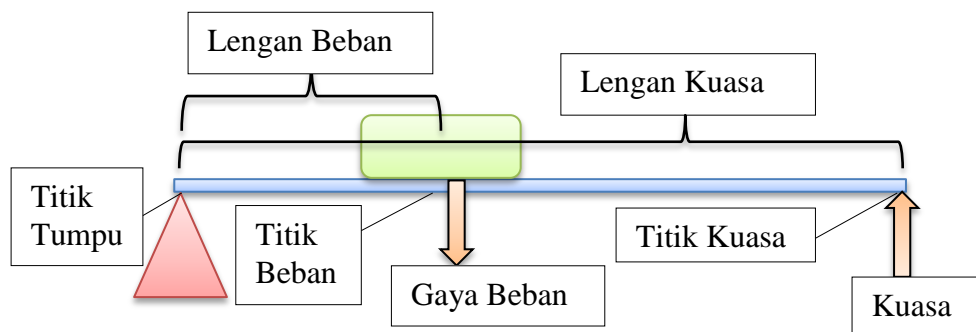 Lengan Beban
Lengan Kuasa
Titik
Tumpu
Titik
Beban
Titik Kuasa
Gaya Beban
Kuasa